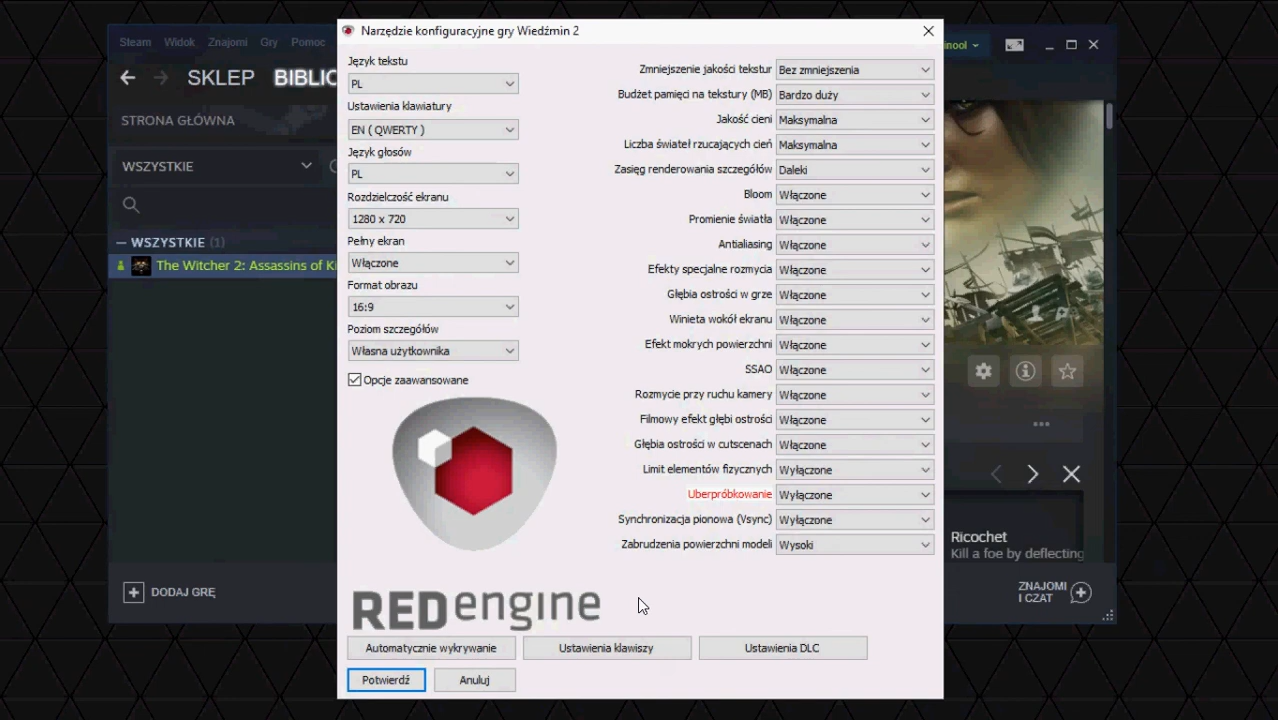 Narzędzie konfiguracyjne gry Wiedźmin 2
Steam Widok Znajomi Gry Pomoc
SKLEP
STRONA GŁÓWNA
WSZYSTKIE
— WSZYSTKIE (1)
The Witcher 2: Assassins of Ki
DODAJ GRĘ
Język tekstu
PL
Ustawienia klawiatury
EN ( QWERTY )
Język głosów
PL
Rozdzielczość ekranu
1280 x 720
Pełny ekran
Włączone
Format obrazu
16:9
Poziom szczegółów
Własna użytkownika
Opcje zaawansowane
Zmniejszenie jakości tekstur Bez zmniejszenia
Budżet pamięci na tekstury (MB) Bardzo duży
Jakość cieni Maksymalna
Liczba świateł rzucających cień Maksymalna
Zasięg renderowania szczegółów Daleki
Bloom Włączone
Promienie światła Włączone
Antialiasing Włączone
Efekty specjalne rozmycia Włączone
Głębia ostrości w grze Włączone
Winieta wokół ekranu Włączone
Efekt mokrych powierzchni Włączone
SSAO Włączone
Rozmycie przy ruchu kamery Włączone
Filmowy efekt głębi ostrości Włączone
Głębia ostrości w cutscenach Włączone
Limit elementów fizycznych Wyłączone
Uberpróbkowanie Wyłączone
Synchronizacja pionowa (Vsync) Wyłączone
Zabrudzenia powierzchni modeli Wysoki
REDengine
Automatycznie wykrywanie Ustawienia klawiszy Ustawienia DLC
Potwierdź Anuluj
Ricochet
Kill a foe by deflecting
ZNAJOMI
I CZAT